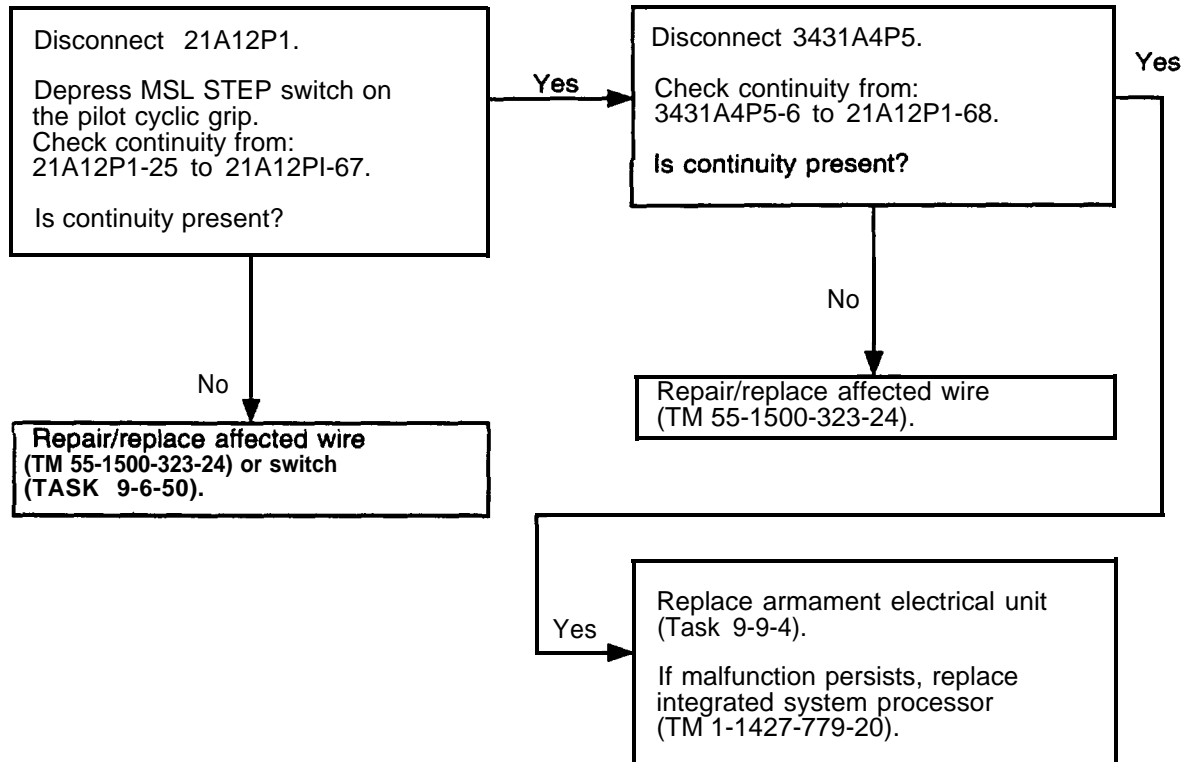 Disconnect 21A12P1.
Depress MSL STEP switch on
the pilot cyclic grip.
Check continuity from:
21A12P1-25 to 21A12PI-67.
Is continuity present?
Yes
Disconnect 3431A4P5.
Check continuity from:
3431A4P5-6 to 21A12P1-68.
Is continuity present?
Yes
No
Repair/replace affected wire
(TM 55-1500-323-24) or switch
(TASK 9-6-50).
No
Repair/replace affected wire
(TM 55-1500-323-24).
Yes
Replace armament electrical unit
(Task 9-9-4).
If malfunction persists, replace
integrated system processor
(TM 1-1427-779-20).